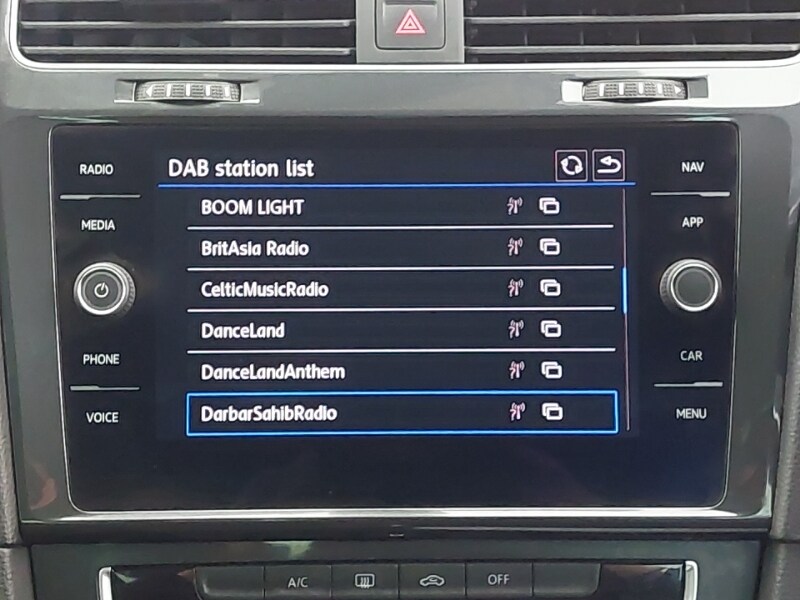 RADIO
MEDIA
PHONE
VOICE
DAB station list
BOOM LIGHT
BritAsia Radio
CelticMusicRadio
DanceLand
DanceLandAnthem
DarbarSahibRadio
NAV
APP
CAR
MENU
A/C
OFF